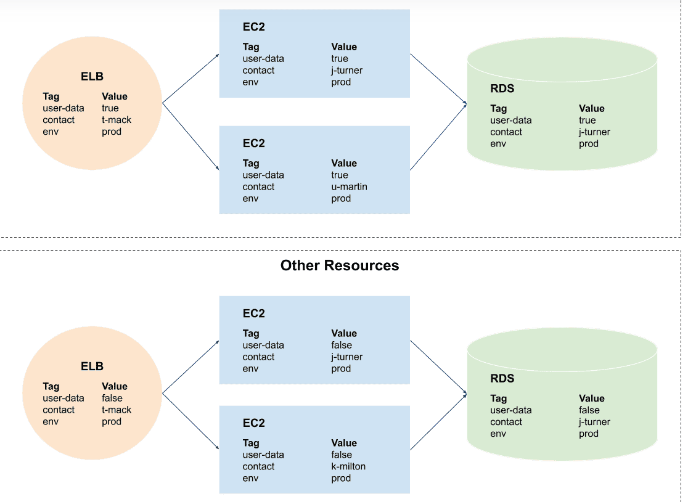 ELB
Tag Value
user-data true
contact t-mack
env prod
EC2
Tag Value
user-data true
contact j-turner
env prod
EC2
Tag Value
user-data true
contact u-martin
env prod
RDS
Tag Value
user-data true
contact j-turner
env prod
Other Resources
ELB
Tag Value
user-data false
contact t-mack
env prod
EC2
Tag Value
user-data false
contact j-turner
env prod
EC2
Tag Value
user-data false
contact k-milton
env prod
RDS
Tag Value
user-data false
contact j-turner
env prod